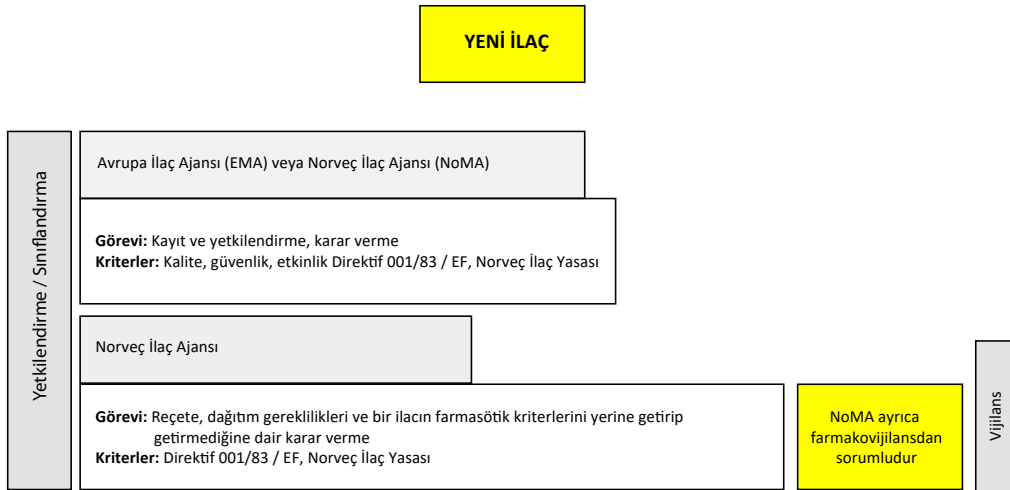 YENİ İLAÇ
Yetkilendirme / Sınıflandırma
Avrupa İlaç Ajansı (EMA) veya Norveç İlaç Ajansı (NoMA)
Görevi: Kayıt ve yetkilendirme, karar verme
Kriterler: Kalite, güvenlik, etkinlik Direktif 001/83 / EF, Norveç İlaç Yasası
Norveç İlaç Ajansı
Görevi: Reçete, dağıtım gereklilikleri ve bir ilacın farmasötik kriterlerini yerine getirip
getirmediğine dair karar verme
Kriterler: Direktif 001/83 / EF, Norveç İlaç Yasası
NoMA ayrıca
farmakovijilansdan
sorumludur
Vijilans